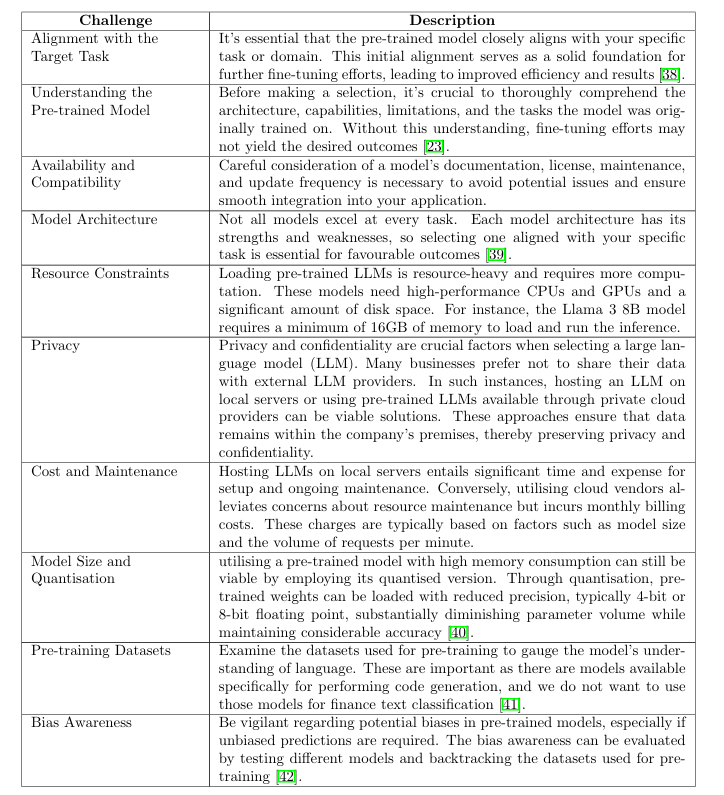 Challenge Description
Alignment with the Target Task
It's essential that the pre-trained model closely aligns with your specific
task or domain. This initial alignment serves as a solid foundation for
further fine-tuning efforts, leading to improved efficiency and results [38].
Understanding the Pre-trained Model
Before making a selection, it's crucial to thoroughly comprehend the
architecture, capabilities, limitations, and the tasks the model was orig-
inally trained on. Without this understanding, fine-tuning efforts may
not yield the desired outcomes [23].
Availability and Compatibility
Careful consideration of a model's documentation, license, maintenance,
and update frequency is necessary to avoid potential issues and ensure
smooth integration into your application.
Model Architecture
Not all models excel at every task. Each model architecture has its
strengths and weaknesses, so selecting one aligned with your specific
task is essential for favourable outcomes [39].
Resource Constraints
Loading pre-trained LLMs is resource-heavy and requires more compu-
tation. These models need high-performance CPUs and GPUs and a
significant amount of disk space. For instance, the Llama 3 8B model
requires a minimum of 16GB of memory to load and run the inference.
Privacy
Privacy and confidentiality are crucial factors when selecting a large lan-
guage model (LLM). Many businesses prefer not to share their data
with external LLM providers. In such instances, hosting an LLM on
local servers or using pre-trained LLMs available through private cloud
providers can be viable solutions. These approaches ensure that data
remains within the company's premises, thereby preserving privacy and
confidentiality.
Cost and Maintenance
Hosting LLMs on local servers entails significant time and expense for
setup and ongoing maintenance. Conversely, utilising cloud vendors al-
leviates concerns about resource maintenance but incurs monthly billing
costs. These charges are typically based on factors such as model size
and the volume of requests per minute.
Model Size and Quantisation
utilising a pre-trained model with high memory consumption can still be
viable by employing its quantised version. Through quantisation, pre-
trained weights can be loaded with reduced precision, typically 4-bit or
8-bit floating point, substantially diminishing parameter volume while
maintaining considerable accuracy [40].
Pre-training Datasets
Examine the datasets used for pre-training to gauge the model's under-
standing of language. These are important as there are models available
specifically for performing code generation, and we do not want to use
those models for finance text classification [41].
Bias Awareness
Be vigilant regarding potential biases in pre-trained models, especially if
unbiased predictions are required. The bias awareness can be evaluated
by testing different models and backtracking the datasets used for pre-
training [42].